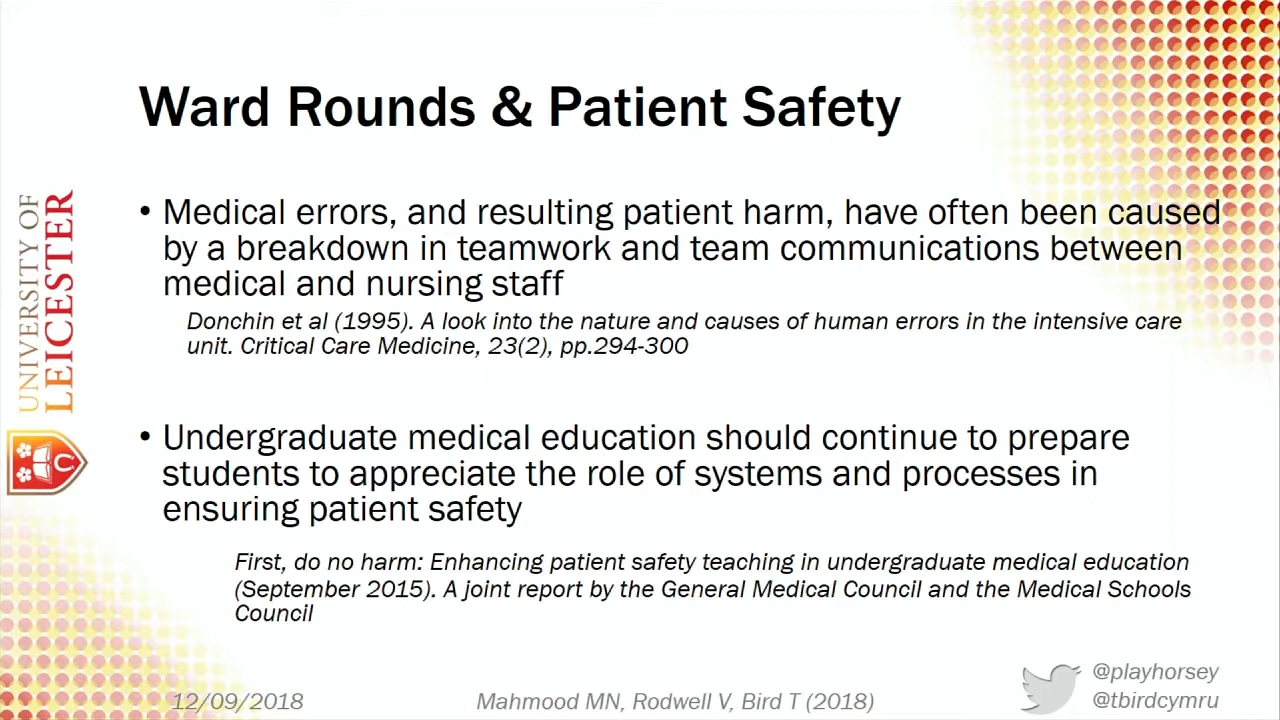 Ward Rounds & Patient Safety
UNIVERSITY OF
LEICESTER
• Medical errors, and resulting patient harm, have often been caused
by a breakdown in teamwork and team communications between
medical and nursing staff
Donchin et al (1995). A look into the nature and causes of human errors in the intensive care
unit. Critical Care Medicine, 23(2), pp.294-300
• Undergraduate medical education should continue to prepare
students to appreciate the role of systems and processes in
ensuring patient safety
First, do no harm: Enhancing patient safety teaching in undergraduate medical education
(September 2015). A joint report by the General Medical Council and the Medical Schools
Council
12/09/2018
Mahmood MN, Rodwell V, Bird T (2018)
@playhorsey
@tbirdcymru